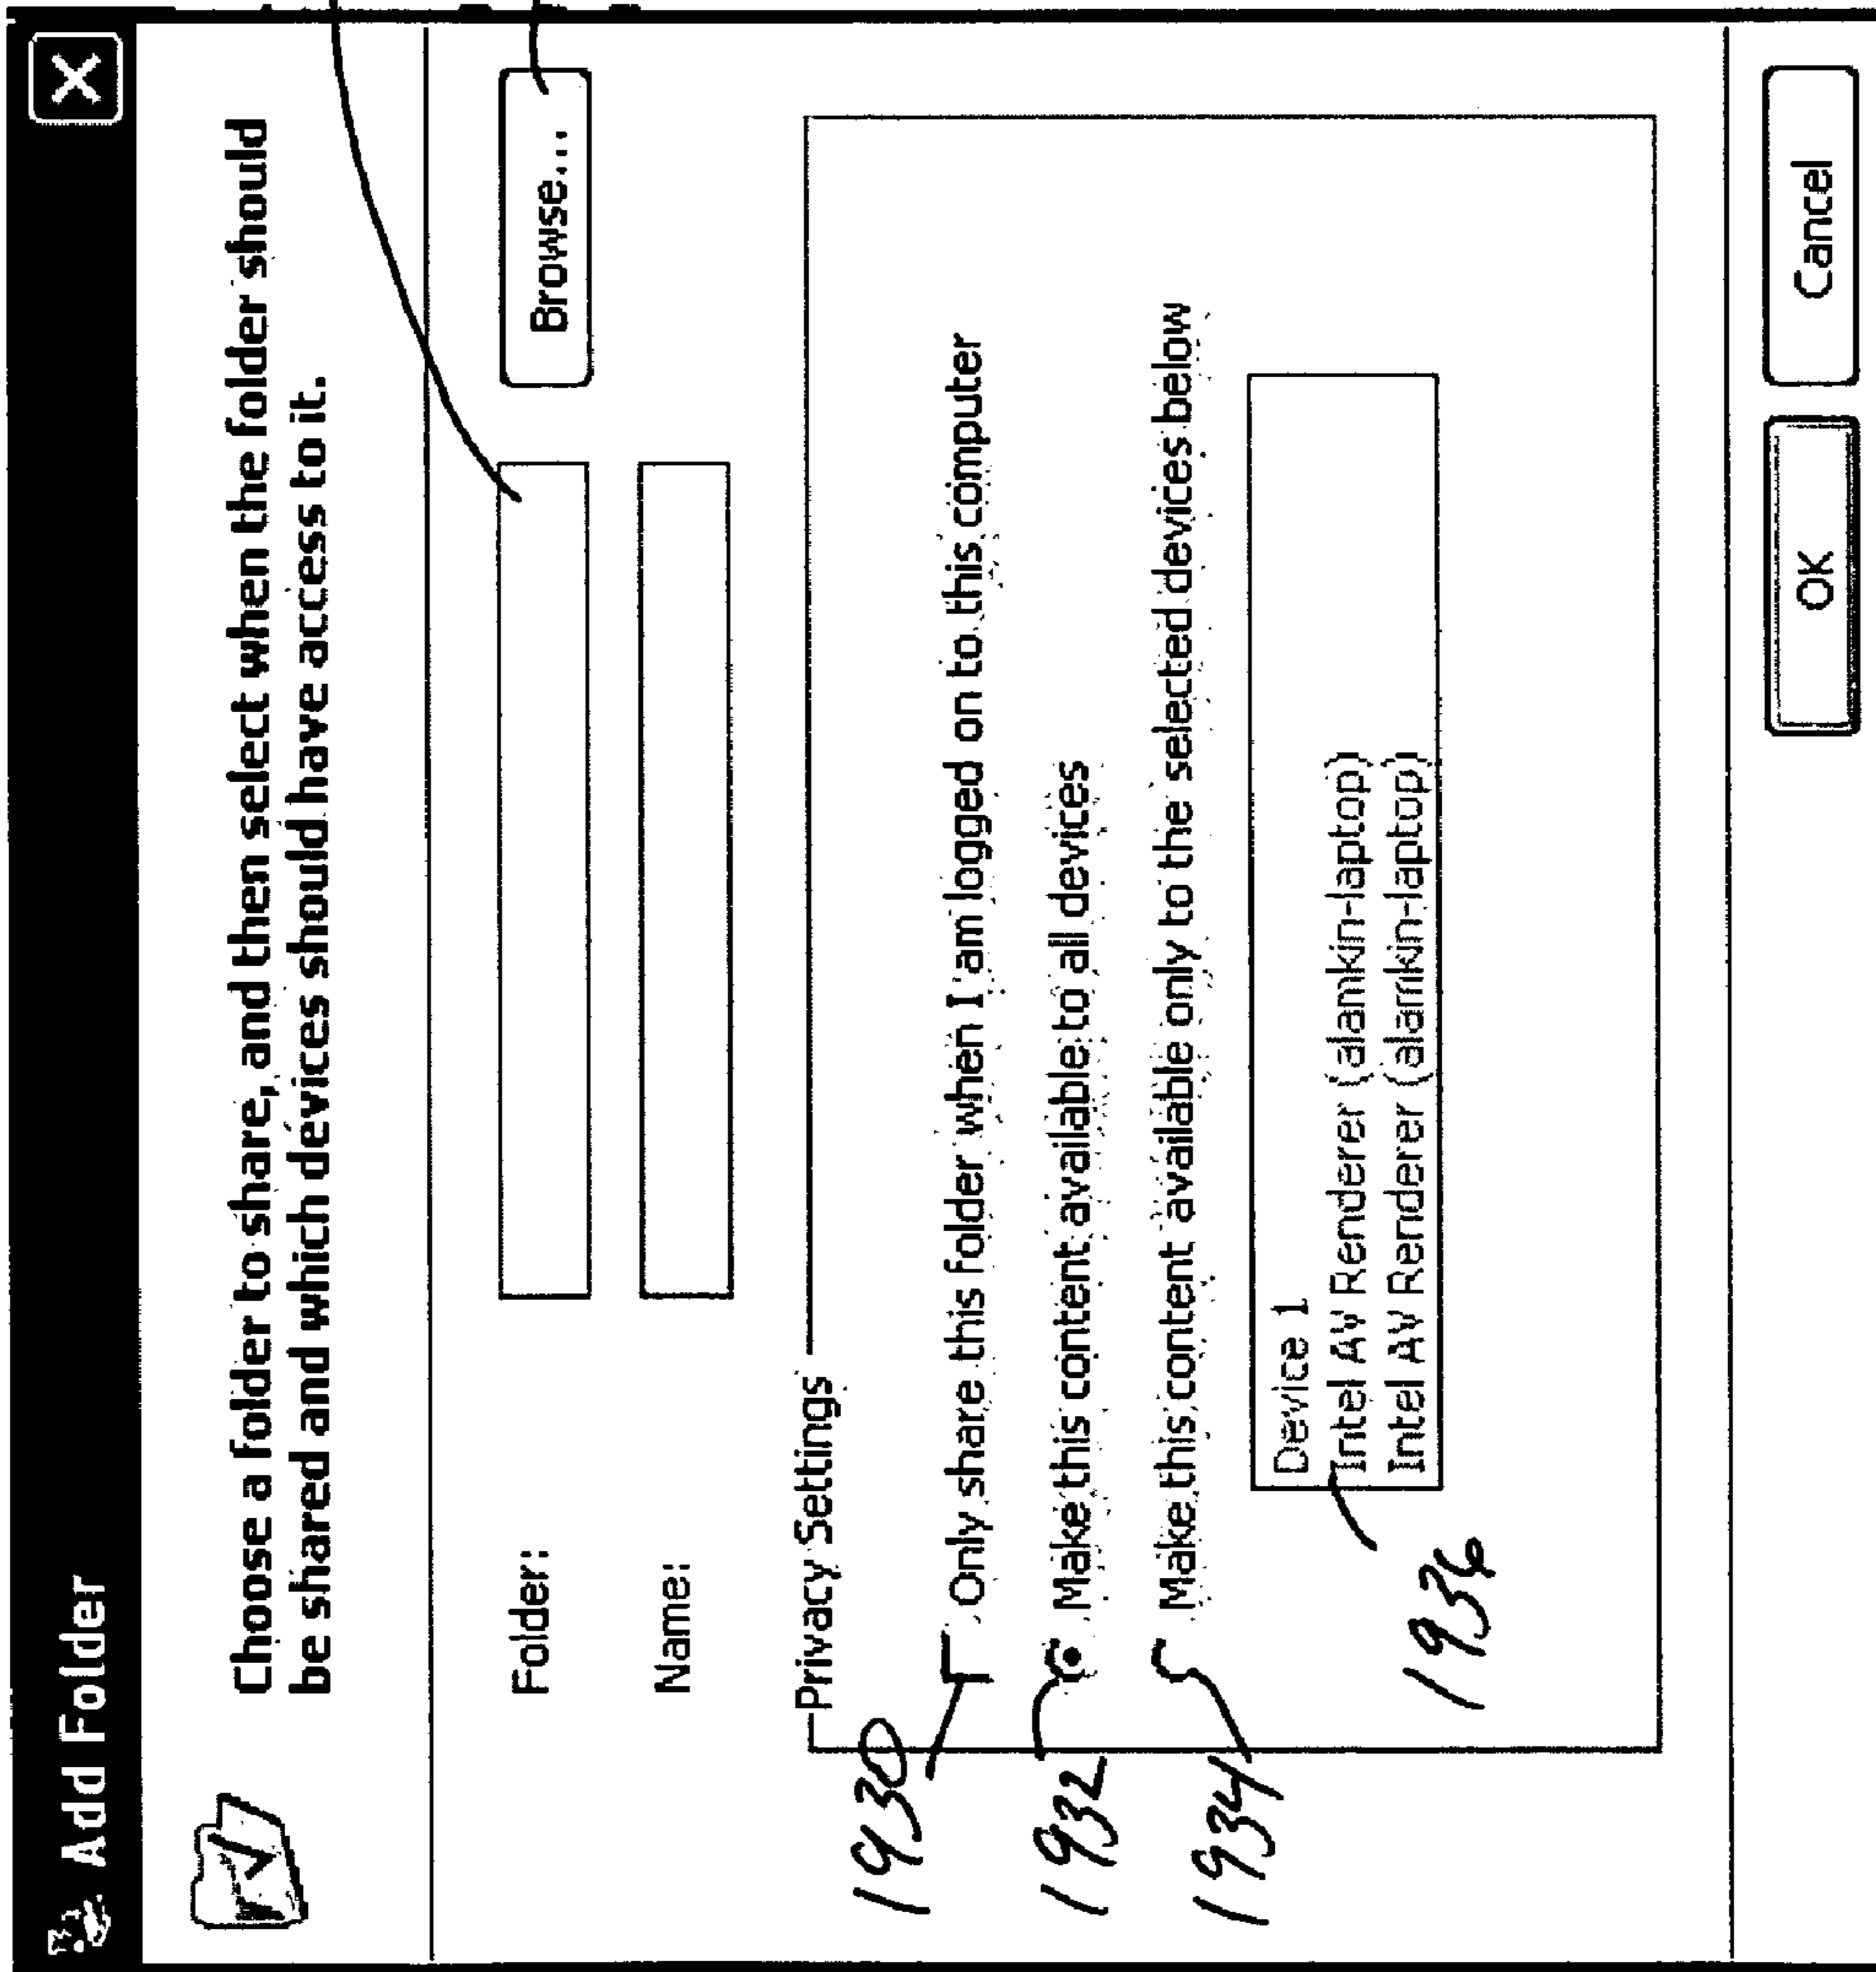 Add Folder
Choose a folder to share, and then select when the folder should
be shared and which devices should have access to it.
Folder:
Browse...
Name:
Privacy Settings
1930
Only share this folder when I am logged on to this computer
1932
Make this content available to all devices
1934
Make this content available only to the selected devices below
Device 1
Intel AV Renderer (alamkin-laptop)
Intel AV Renderer (alamkin-laptop)
1936
OK
Cancel